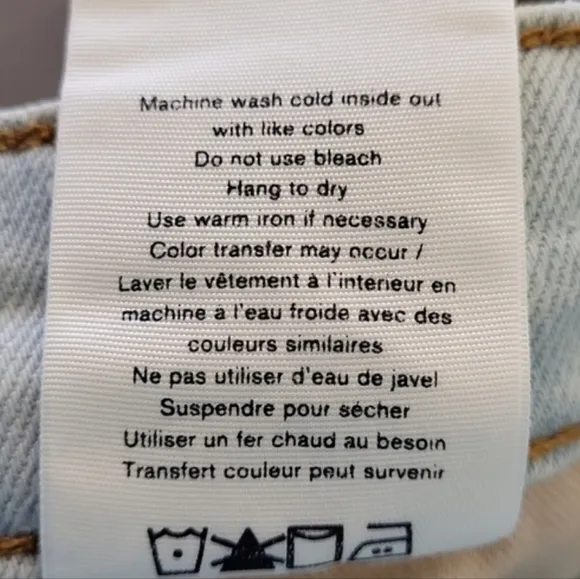 Machine wash cold inside out
with like colors
Do not use bleach
Hang to dry
Use warm iron if necessary
Color transfer may occur /
Laver le vêtement à l'interieur en
machine à l'eau froide avec des
couleurs similaires
Ne pas utiliser d'eau de javel
Suspendre pour sécher
Utiliser un fer chaud au besoin
Transfert couleur peut survenir